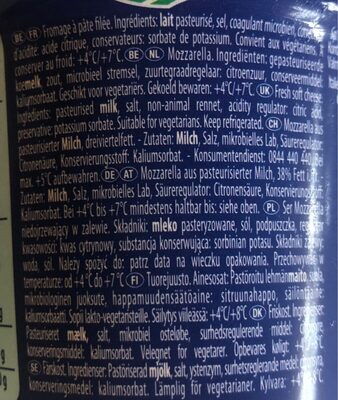 BE FR Fromage à pâte filée. Ingrédients: lait pasteurisé, sel, coagulant microbien,
d'acidité: acide citrique, conservateurs: sorbate de potassium. Convient aux végétariens.
conserver au froid: +4°C/+7°C. BE NL Mozzarella. Ingrediënten: gepasteuriseerde
koemelk, zout, microbieel stremsel, zuurtegraadregelaar: citroenzuur, conserveermiddel:
kaliumsorbaat. Geschikt voor vegetariërs. Gekoeld bewaren: +4°C/+7°C. UK Fresh soft cheese.
Ingredients: pasteurised milk, salt, non-animal rennet, acidity regulator: citric
preservative: potassium sorbate. Suitable for vegetarians. Keep refrigerated. CH Mozzarella aus
pasteurisierter Milch, dreiviertelfett. - Zutaten: Milch, Salz, mikrobielles Lab, Säureregulator:
Citronensäure, Konservierungsstoff: Kaliumsorbat. - Konsumentendienst: 0844 440 440
max. +5°C aufbewahren. DE AT Mozzarella aus pasteurisierter Milch, 38% Fett
Zutaten: Milch, Salz, mikrobielles Lab, Säureregulator: Citronensäure,
Kaliumsorbat. Bei +4°C bis +7°C mindestens haltbar bis: siehe oben. PL Ser Mozzarella
niedojrzewający w zalewie. Składniki: mleko pasteryzowane, sól, podpuszczka,
kwasowości: kwas cytrynowy, substancja konserwująca: sorbinian potasu. Składniki
woda, sól. Należy spożyć do: patrz data na wieczku opakowania. Przechowywać w
temperaturze: od +4°C do +7°C FI Tuorejuusto. Ainesosat: Pastöroitu lehmänmaito, suola,
mikrobiologinen juoksute, happamuudensäätöaine: sitruunahappo, säilöntäaine:
kaliumsorbaatti. Sopii lakto-vegetaristeille. Säilytys viileässä: +4°C/+8°C DK Friskost. Ingredienser:
Pasteuriseret mælk, salt, mikrobiel osteløbe, surhedsregulerende middel:
konserveringsmiddel: kaliumsorbat. Velegnet for vegetarer. Opbevares køligt:
SE Färskost. Ingredienser: Pastöriserad mjölk, salt, ystenzym, surhetsreglerande medel:
konserveringsmedel: kaliumsorbat. Lämplig för vegetarianer. Kylvara: +4°C/+8°C